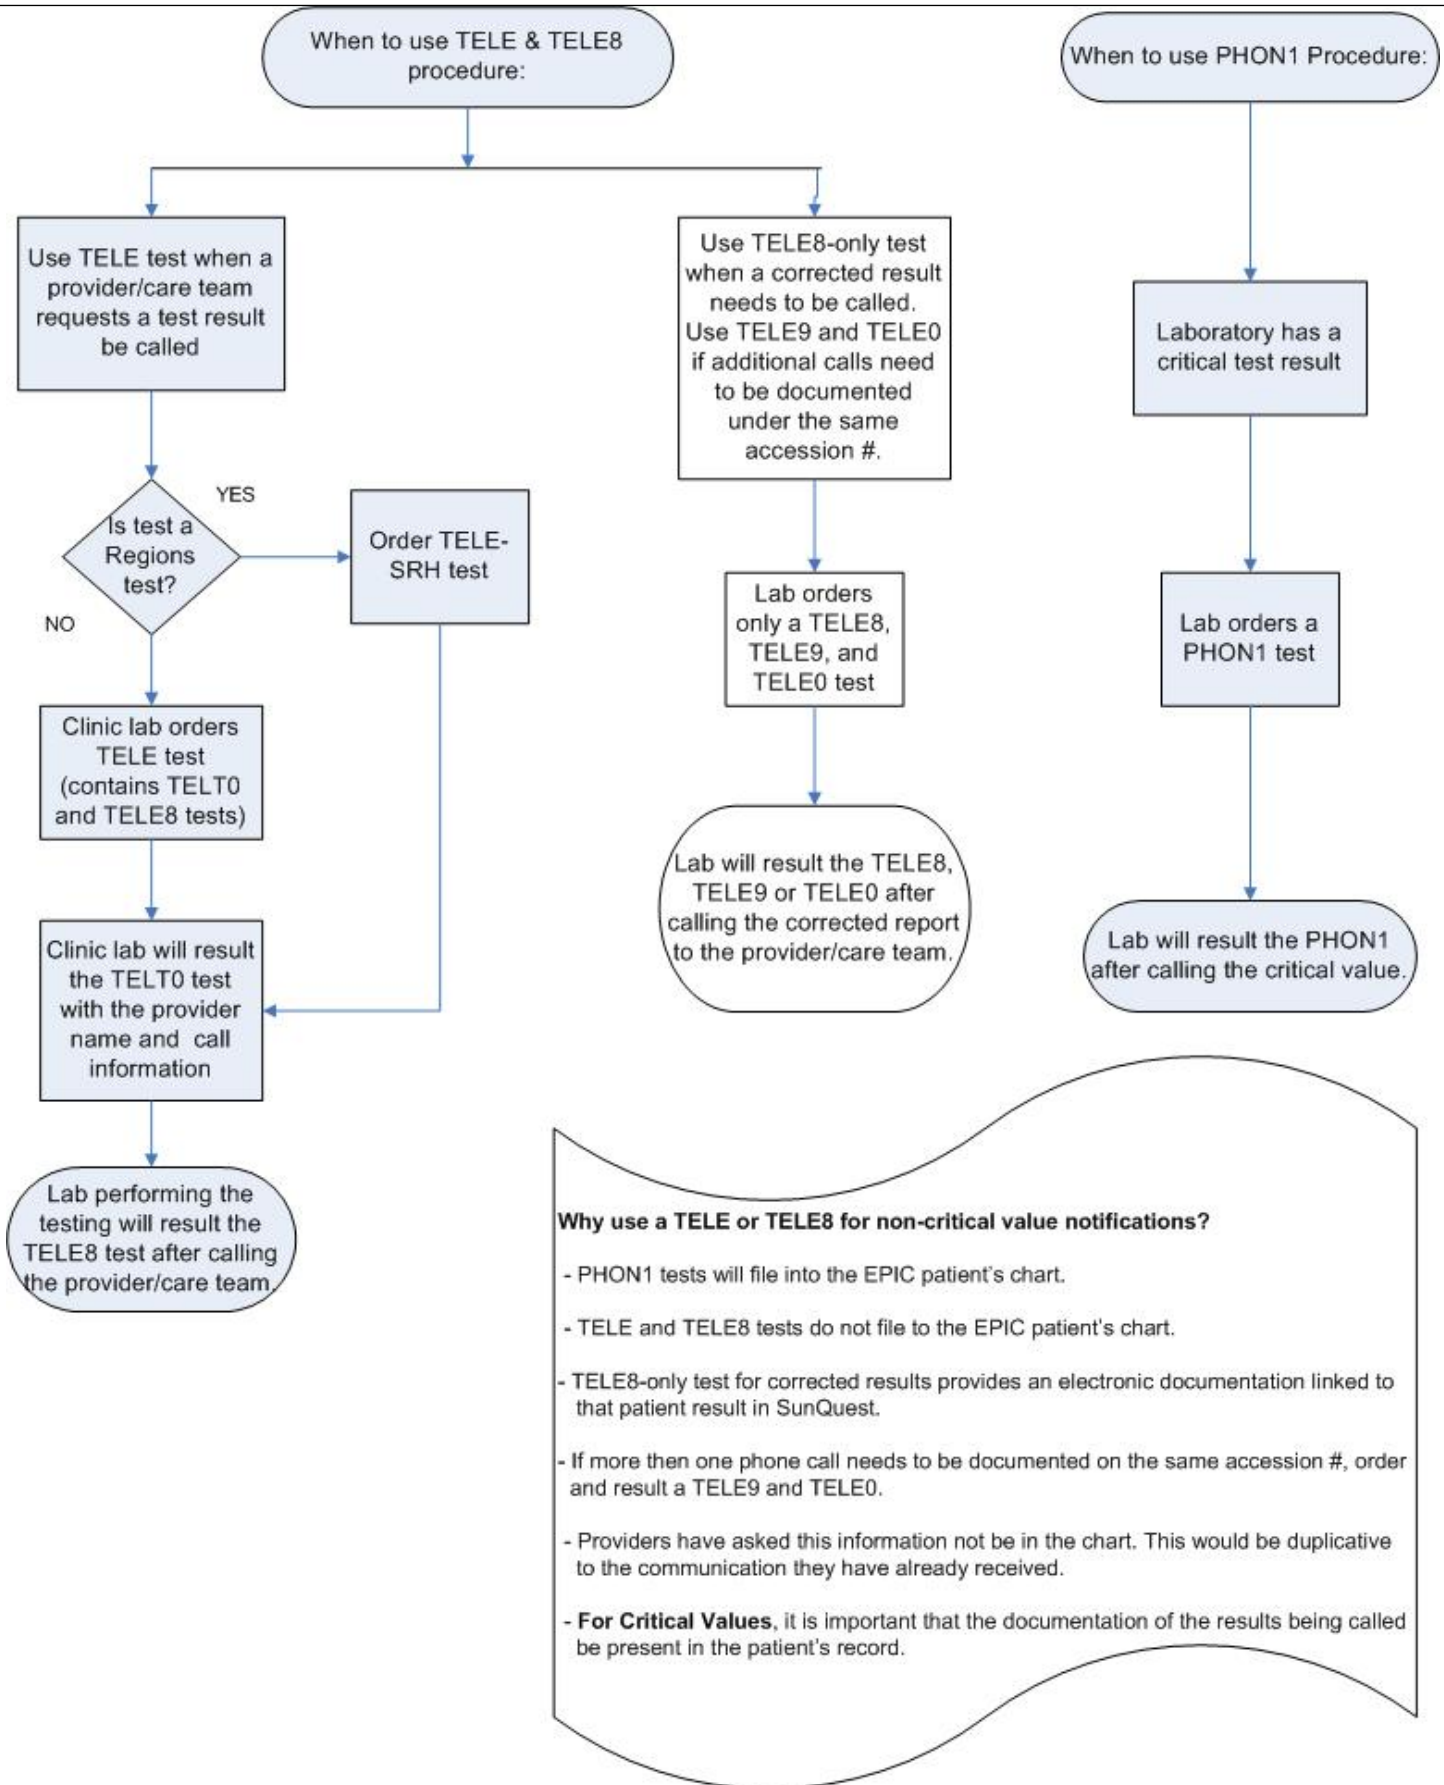 When to use TELE & TELE8
procedure:
Use TELE test when a
provider/care team
requests a test result
be called
Is test a
Regions
test?
YES
NO
Order TELE-
SRH test
Clinic lab orders
TELE test
(contains TELT0
and TELE8 tests)
Clinic lab will result
the TELT0 test
with the provider
name and call
information
Lab performing the
testing will result the
TELE8 test after calling
the provider/care team.
Use TELE8-only test
when a corrected result
needs to be called.
Use TELE9 and TELE0
if additional calls need
to be documented
under the same
accession #.
Lab orders
only a TELE8,
TELE9, and
TELE0 test
Lab will result the TELE8,
TELE9 or TELE0 after
calling the corrected report
to the provider/care team.
When to use PHON1 Procedure:
Laboratory has a
critical test result
Lab orders a
PHON1 test
Lab will result the PHON1
after calling the critical value.
Why use a TELE or TELE8 for non-critical value notifications?
- PHON1 tests will file into the EPIC patient's chart.
- TELE and TELE8 tests do not file to the EPIC patient's chart.
- TELE8-only test for corrected results provides an electronic documentation linked to
that patient result in SunQuest.
- If more then one phone call needs to be documented on the same accession #, order
and result a TELE9 and TELE0.
- Providers have asked this information not be in the chart. This would be duplicative
to the communication they have already received.
- For Critical Values, it is important that the documentation of the results being called
be present in the patient's record.